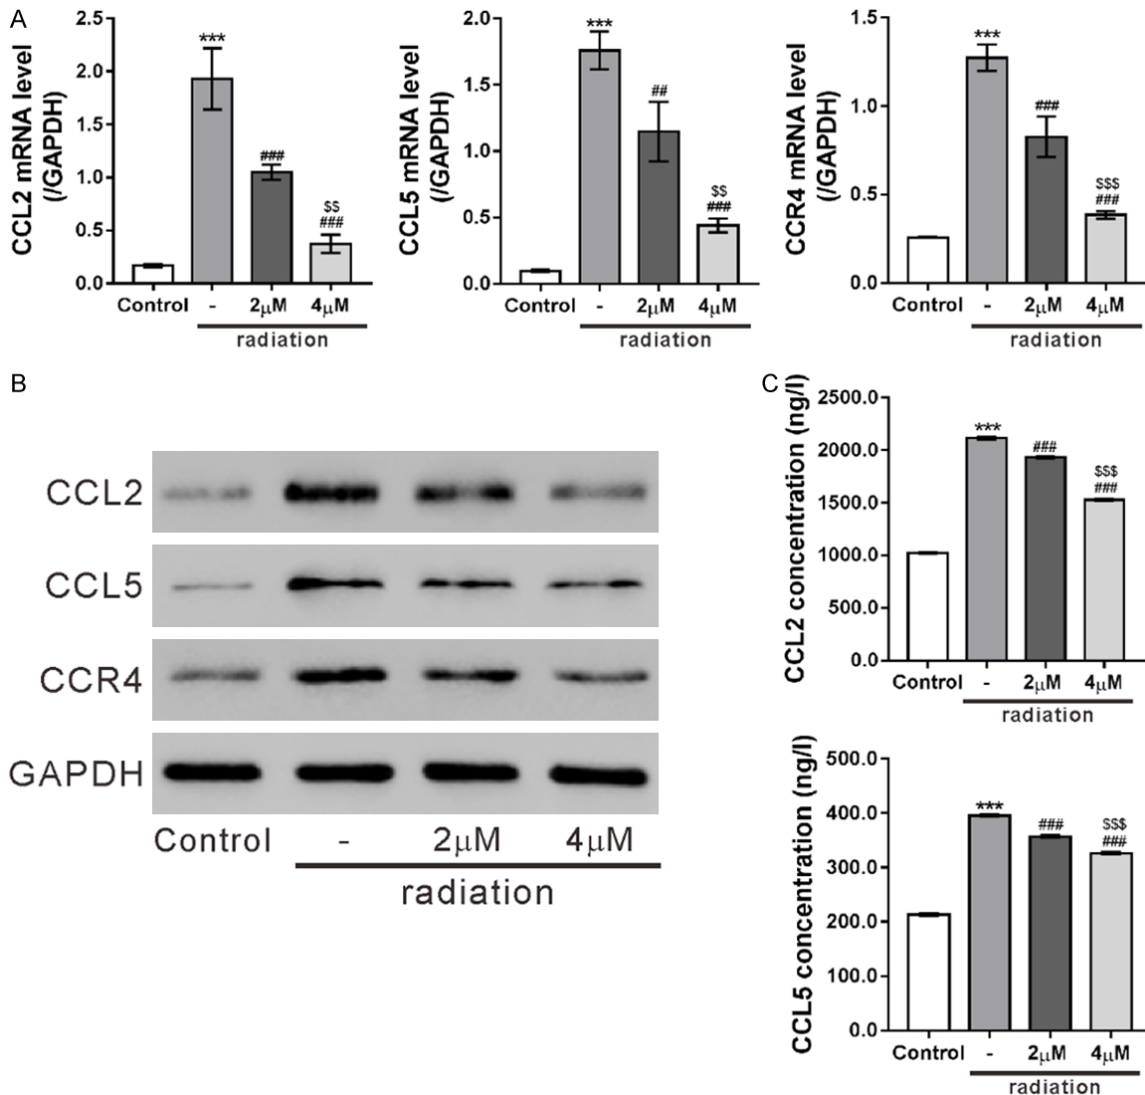 A
CCL2 mRNA level
(/GAPDH)
2.5
2.0
1.5
1.0
0.5
0.0
***
###
$$
###
Control - 2μM 4μM
radiation
CCL5 mRNA level
(/GAPDH)
2.0
1.5
1.0
0.5
0.0
***
##
$$
###
Control - 2μM 4μM
radiation
CCR4 mRNA level
(/GAPDH)
1.5
1.0
0.5
0.0
***
###
$$$
###
Control - 2μM 4μM
radiation
B
CCL2
CCL5
CCR4
GAPDH
Control - 2μM 4μM
radiation
C
CCL2 concentration (ng/l)
2500.0
2000.0
1500.0
1000.0
500.0
0.0
***
###
$$$
###
Control - 2μM 4μM
radiation
CCL5 concentration (ng/l)
500.0
400.0
300.0
200.0
100.0
0.0
***
###
$$$
###
Control - 2μM 4μM
radiation